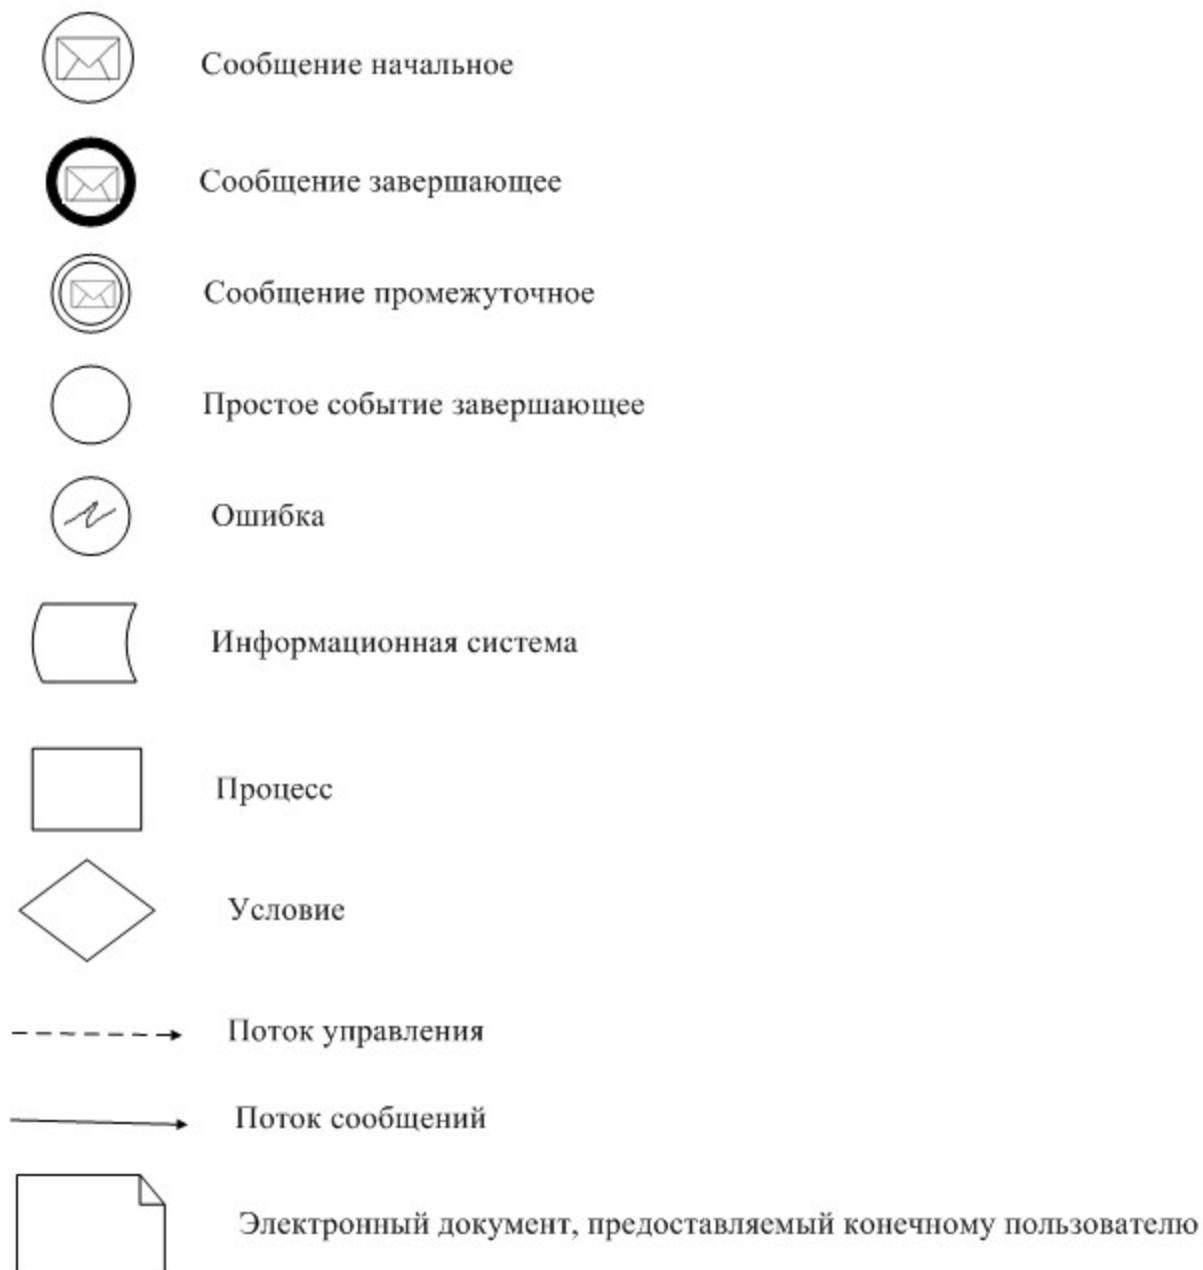 Сообщение начальное
Сообщение завершающее
Сообщение промежуточное
Простое событие завершающее
Ошибка
Информационная система
Процесс
Условие
Поток управления
Поток сообщений
Электронный документ, предоставляемый конечному пользователю